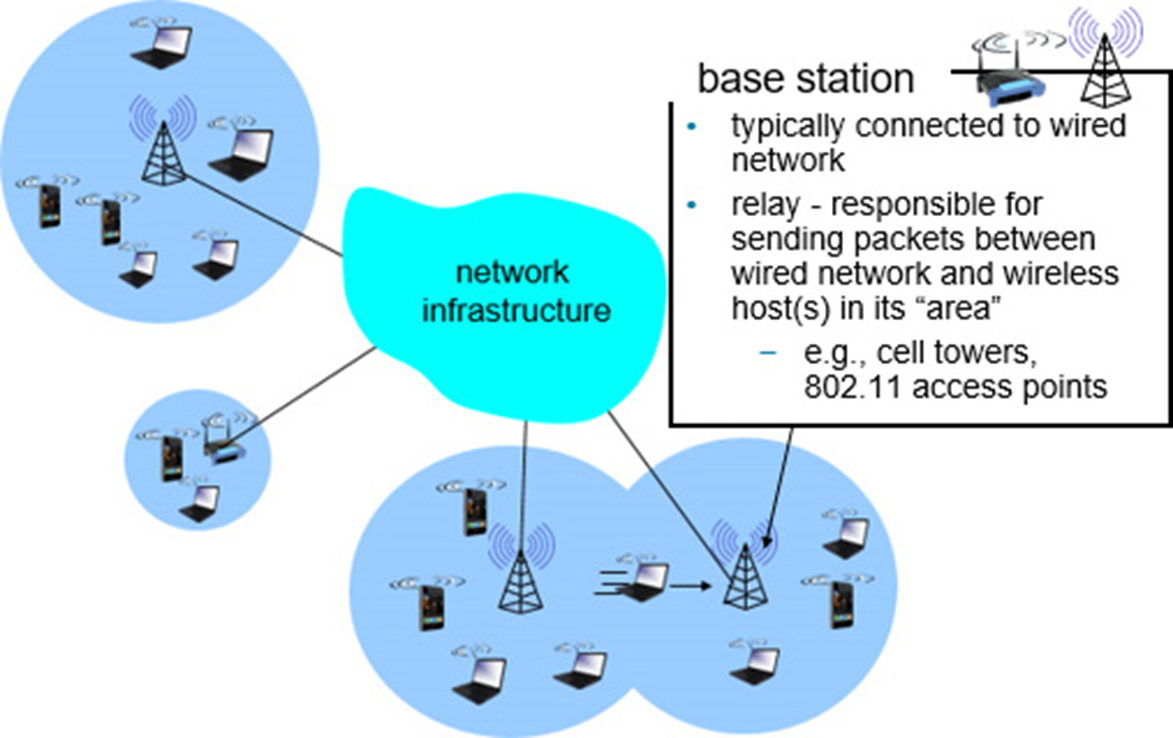 base station
• typically connected to wired
network
• relay - responsible for
sending packets between
wired network and wireless
host(s) in its “area”
– e.g., cell towers,
802.11 access points
network
infrastructure